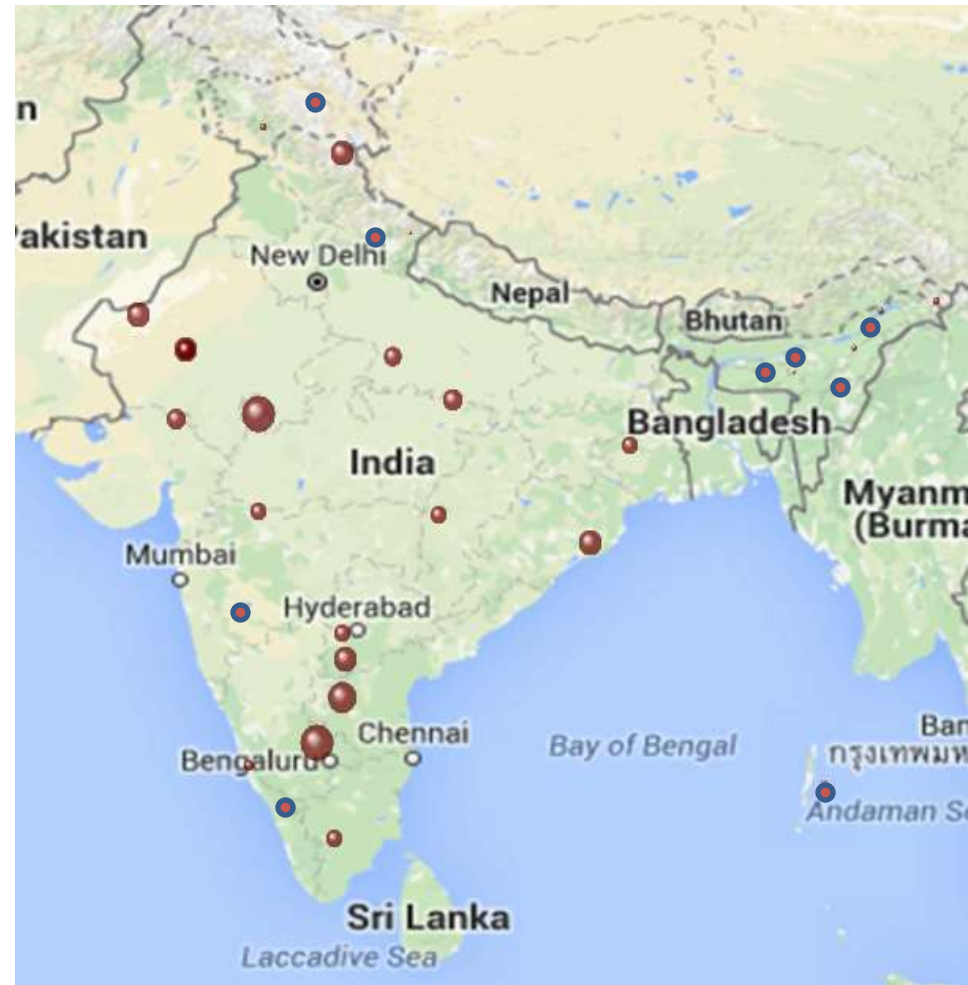 n
akistan
New Delhi
Nepal
Bhutan
Bangladesh
India
Myanm
(Burma
Mumbai
Hyderabad
Chennai
Bengaluru
Bay of Bengal
Ban
กรุงเทพมห
Andaman Se
Sri Lanka
Laccadive Sea